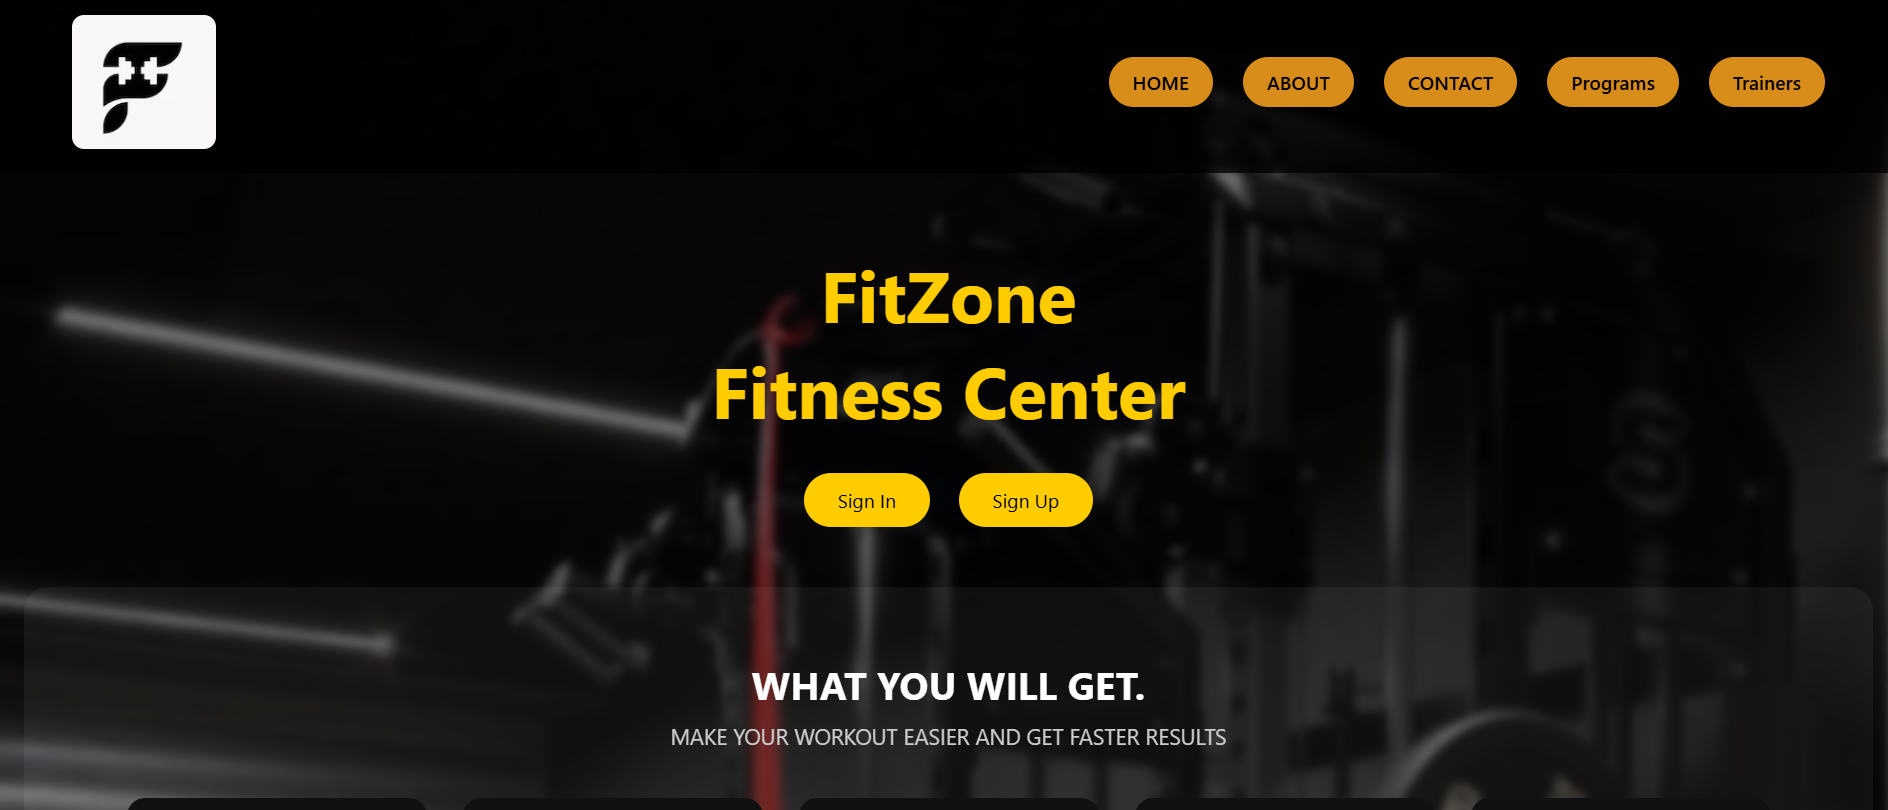 HOME
ABOUT
CONTACT
Programs
Trainers
FitZone
Fitness Center
Sign In
Sign Up
WHAT YOU WILL GET.
MAKE YOUR WORKOUT EASIER AND GET FASTER RESULTS